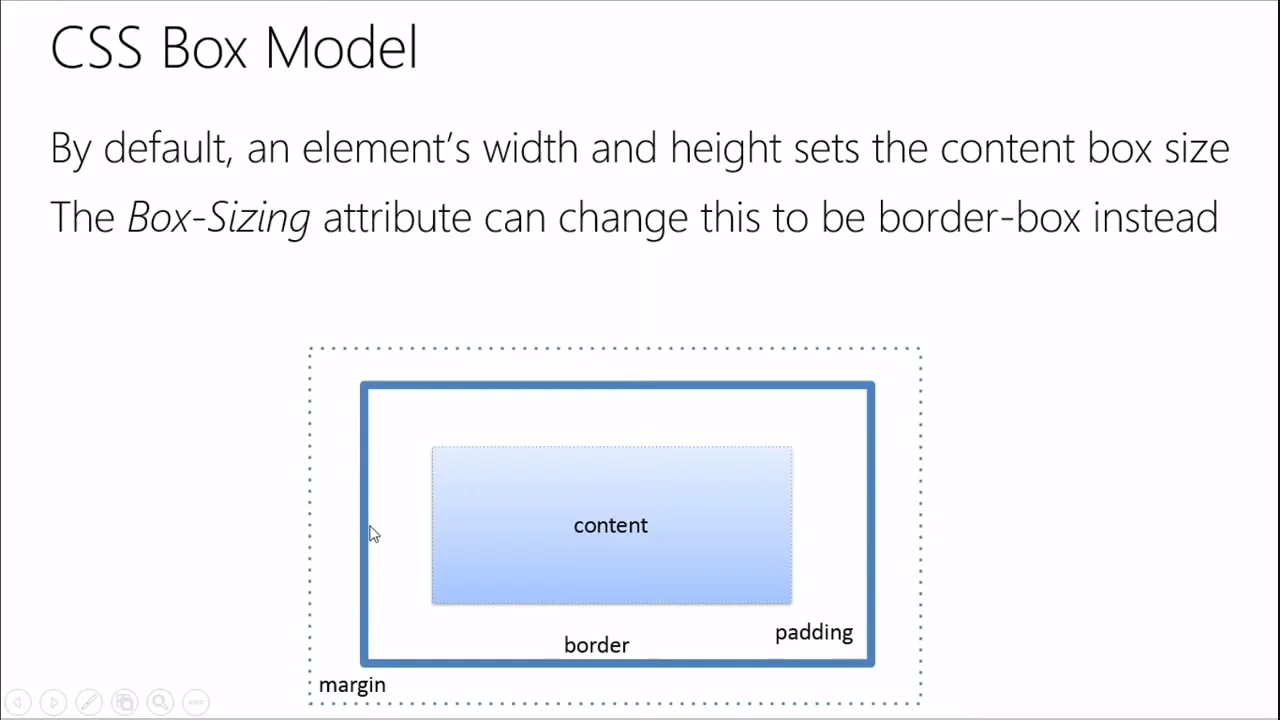 CSS Box Model
By default, an element's width and height sets the content box size
The Box-Sizing attribute can change this to be border-box instead
content
padding
border
margin